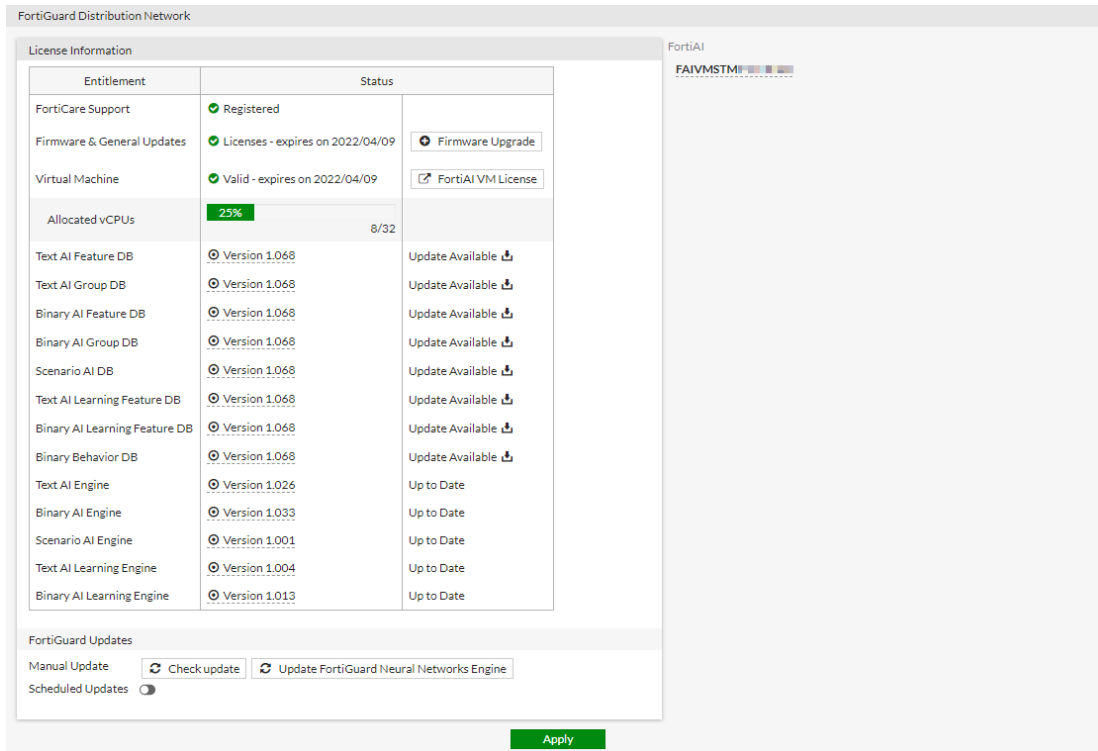 FortiGuard Distribution Network
License Information
Entitlement Status
FortiCare Support Registered
Firmware & General Updates Licenses - expires on 2022/04/09 Firmware Upgrade
Virtual Machine Valid - expires on 2022/04/09 FortiAI VM License
Allocated vCPUs 25%
8/32
Text AI Feature DB Version 1.068 Update Available
Text AI Group DB Version 1.068 Update Available
Binary AI Feature DB Version 1.068 Update Available
Binary AI Group DB Version 1.068 Update Available
Scenario AI DB Version 1.068 Update Available
Text AI Learning Feature DB Version 1.068 Update Available
Binary AI Learning Feature DB Version 1.068 Update Available
Binary Behavior DB Version 1.068 Update Available
Text AI Engine Version 1.026 Up to Date
Binary AI Engine Version 1.033 Up to Date
Scenario AI Engine Version 1.001 Up to Date
Text AI Learning Engine Version 1.004 Up to Date
Binary AI Learning Engine Version 1.013 Up to Date
FortiGuard Updates
Manual Update Check update Update FortiGuard Neural Networks Engine
Scheduled Updates
Apply
FortiAI
FAIVMSTM